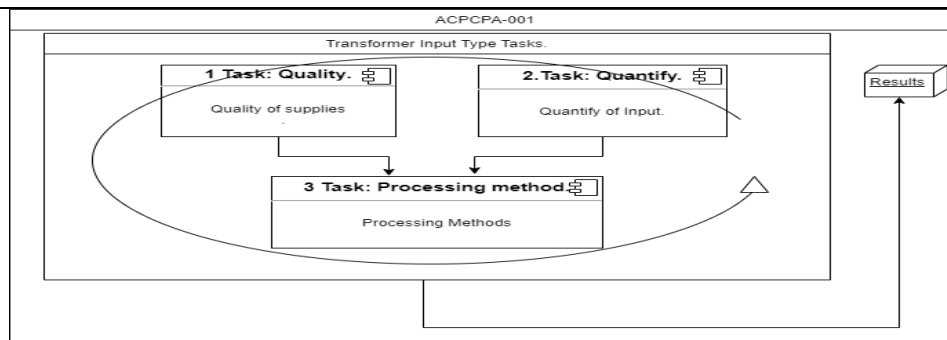 ACPCPA-001
Transformer Input Type Tasks.
1 Task: Quality.
Quality of supplies
.
2.Task: Quantify.
Quantify of Input.
3 Task: Processing method.
Processing Methods
Results